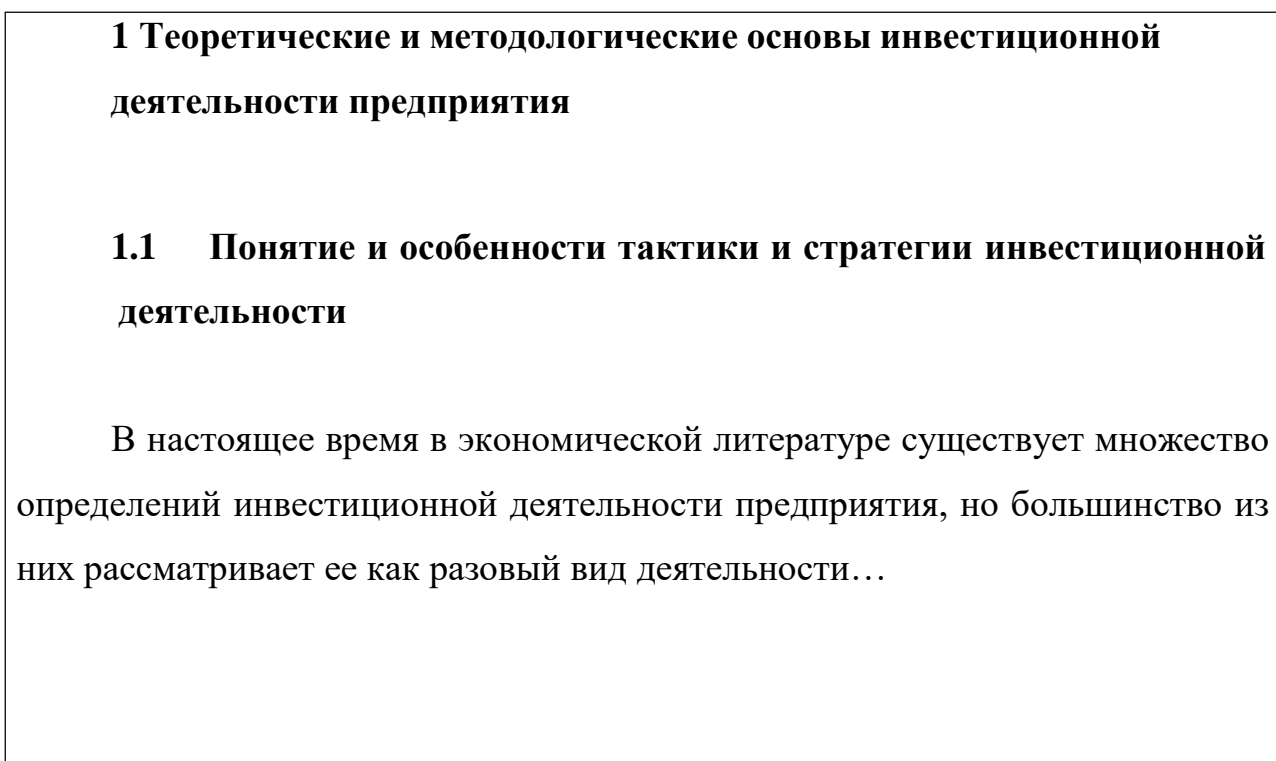 1 Теоретические и методологические основы инвестиционной
деятельности предприятия
1.1 Понятие и особенности тактики и стратегии инвестиционной
деятельности
В настоящее время в экономической литературе существует множество
определений инвестиционной деятельности предприятия, но большинство из
них рассматривает ее как разовый вид деятельности…